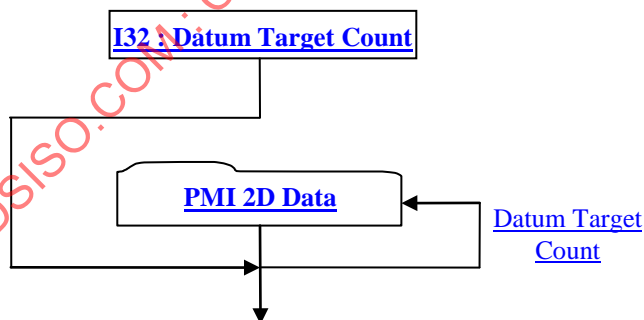 I32 : Datum Target Count
PMI 2D Data
Datum Target
Count